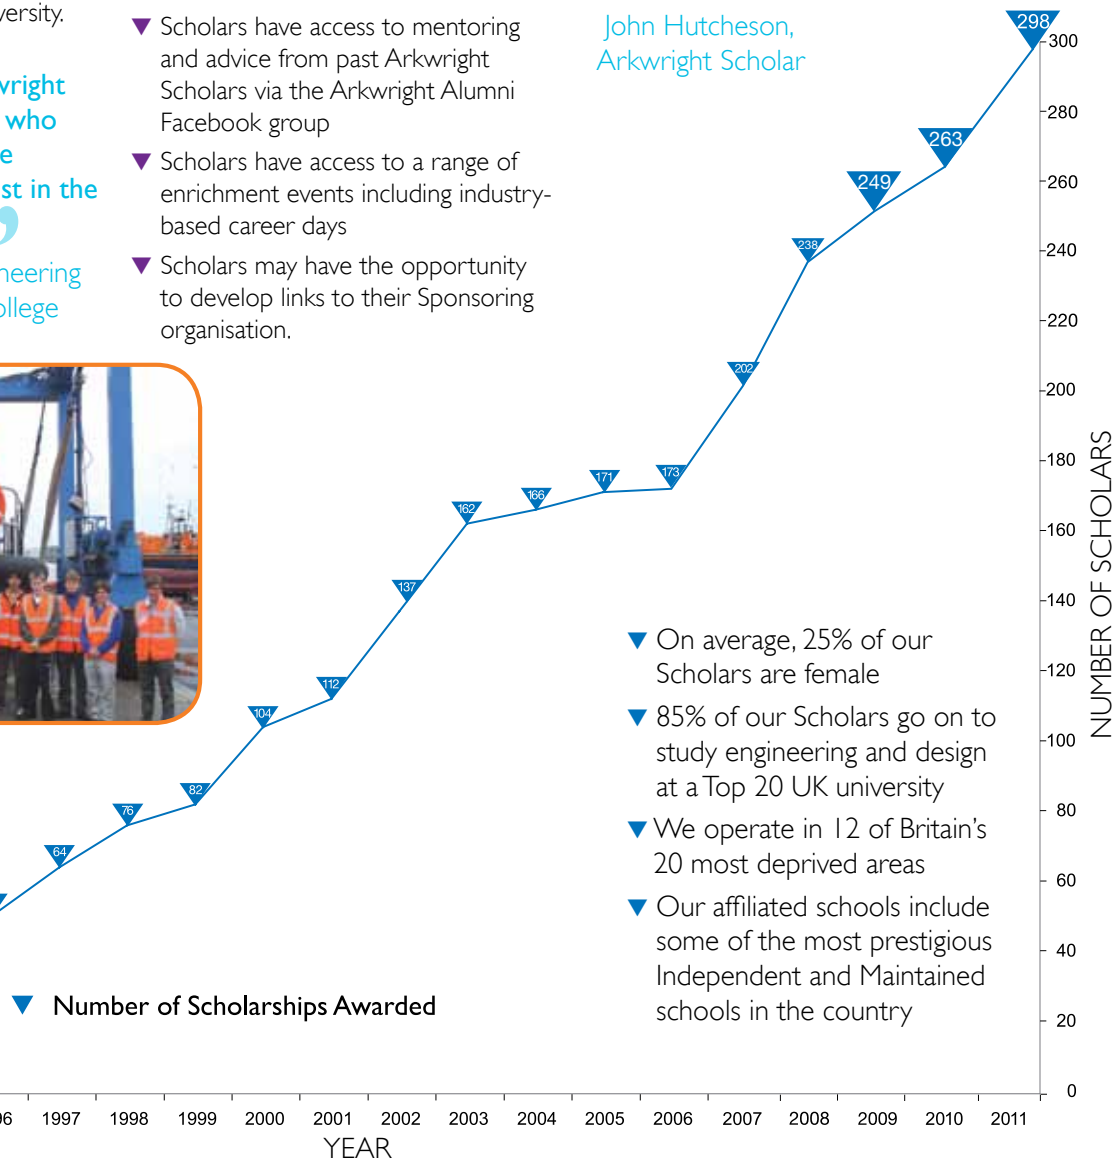 versity.
wright
who
e
st in the
”
neering
ollege
▼ Scholars have access to mentoring
and advice from past Arkwright
Scholars via the Arkwright Alumni
Facebook group
▼ Scholars have access to a range of
enrichment events including industry-
based career days
▼ Scholars may have the opportunity
to develop links to their Sponsoring
organisation.
John Hutcheson,
Arkwright Scholar
298
263
249
238
202
173
171
166
162
137
112
104
82
76
64
300
280
260
240
220
200
180
160
140
120
100
80
60
40
20
0
NUMBER OF SCHOLARS
▼ On average, 25% of our
Scholars are female
▼ 85% of our Scholars go on to
study engineering and design
at a Top 20 UK university
▼ We operate in 12 of Britain’s
20 most deprived areas
▼ Our affiliated schools include
some of the most prestigious
Independent and Maintained
schools in the country
▼ Number of Scholarships Awarded
96 1997 1998 1999 2000 2001 2002 2003 2004 2005 2006 2007 2008 2009 2010 2011
YEAR